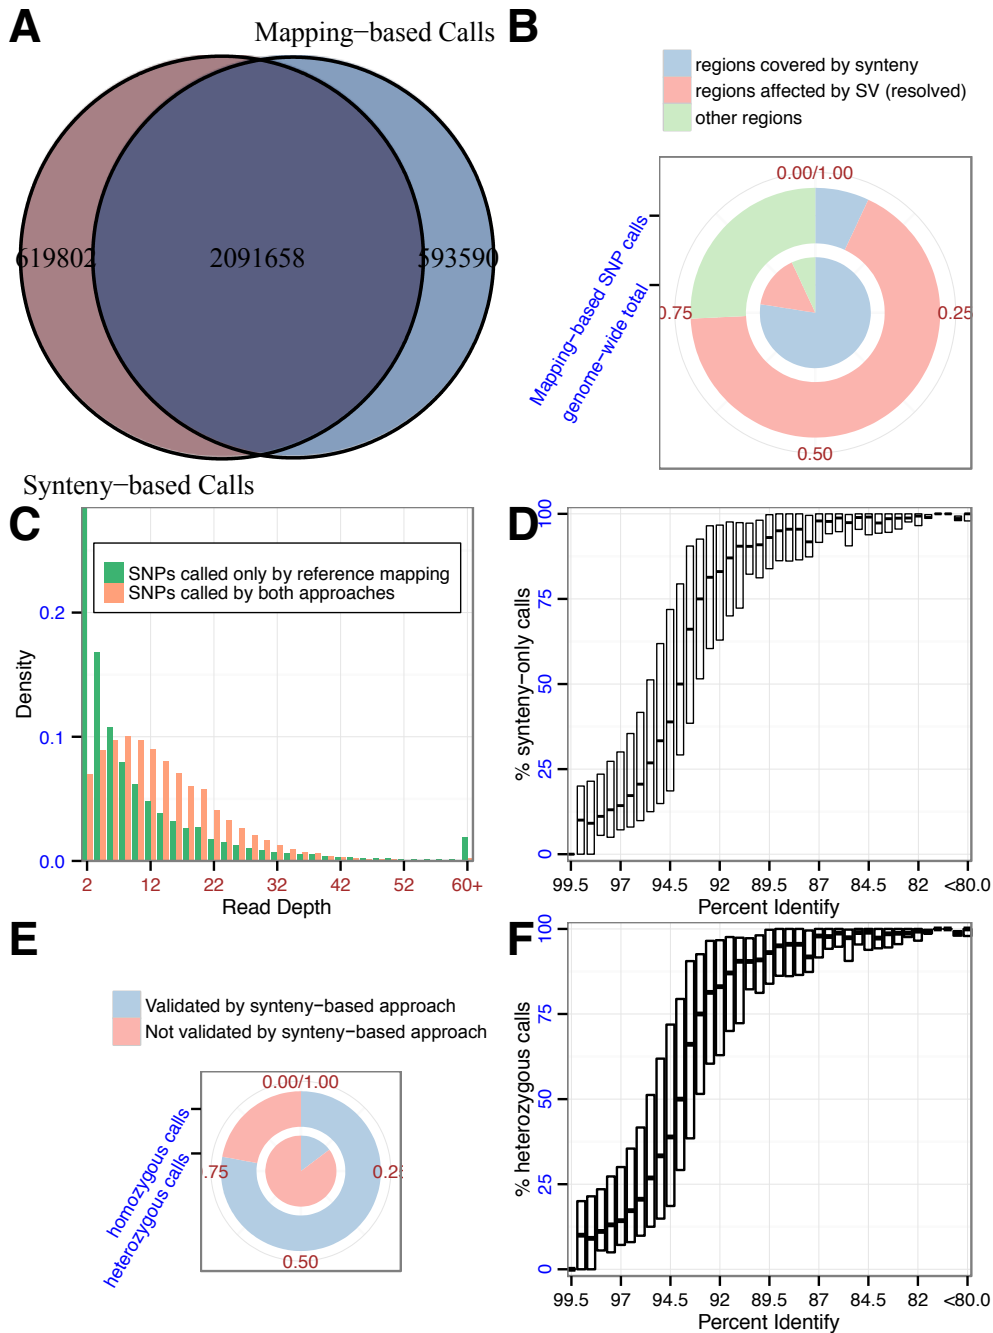 A
Mapping−based Calls
619802
2091658
593590
Synteny−based Calls
B
regions covered by synteny
regions affected by SV (resolved)
other regions
0.00/1.00
0.25
0.50
0.75
Mapping−based SNP calls
genome−wide total
C
SNPs called only by reference mapping
SNPs called by both approaches
Density
0.2
0.1
0.0
2 12 22 32 42 52 60+
Read Depth
D
% synteny−only calls
100
75
50
25
0
99.5 97 94.5 92 89.5 87 84.5 82 <80.0
Percent Identify
E
Validated by synteny−based approach
Not validated by synteny−based approach
0.00/1.00
0.2
0.50
.75
homozygous calls
heterozygous calls
F
% heterozygous calls
100
75
50
25
0
99.5 97 94.5 92 89.5 87 84.5 82 <80.0
Percent Identify